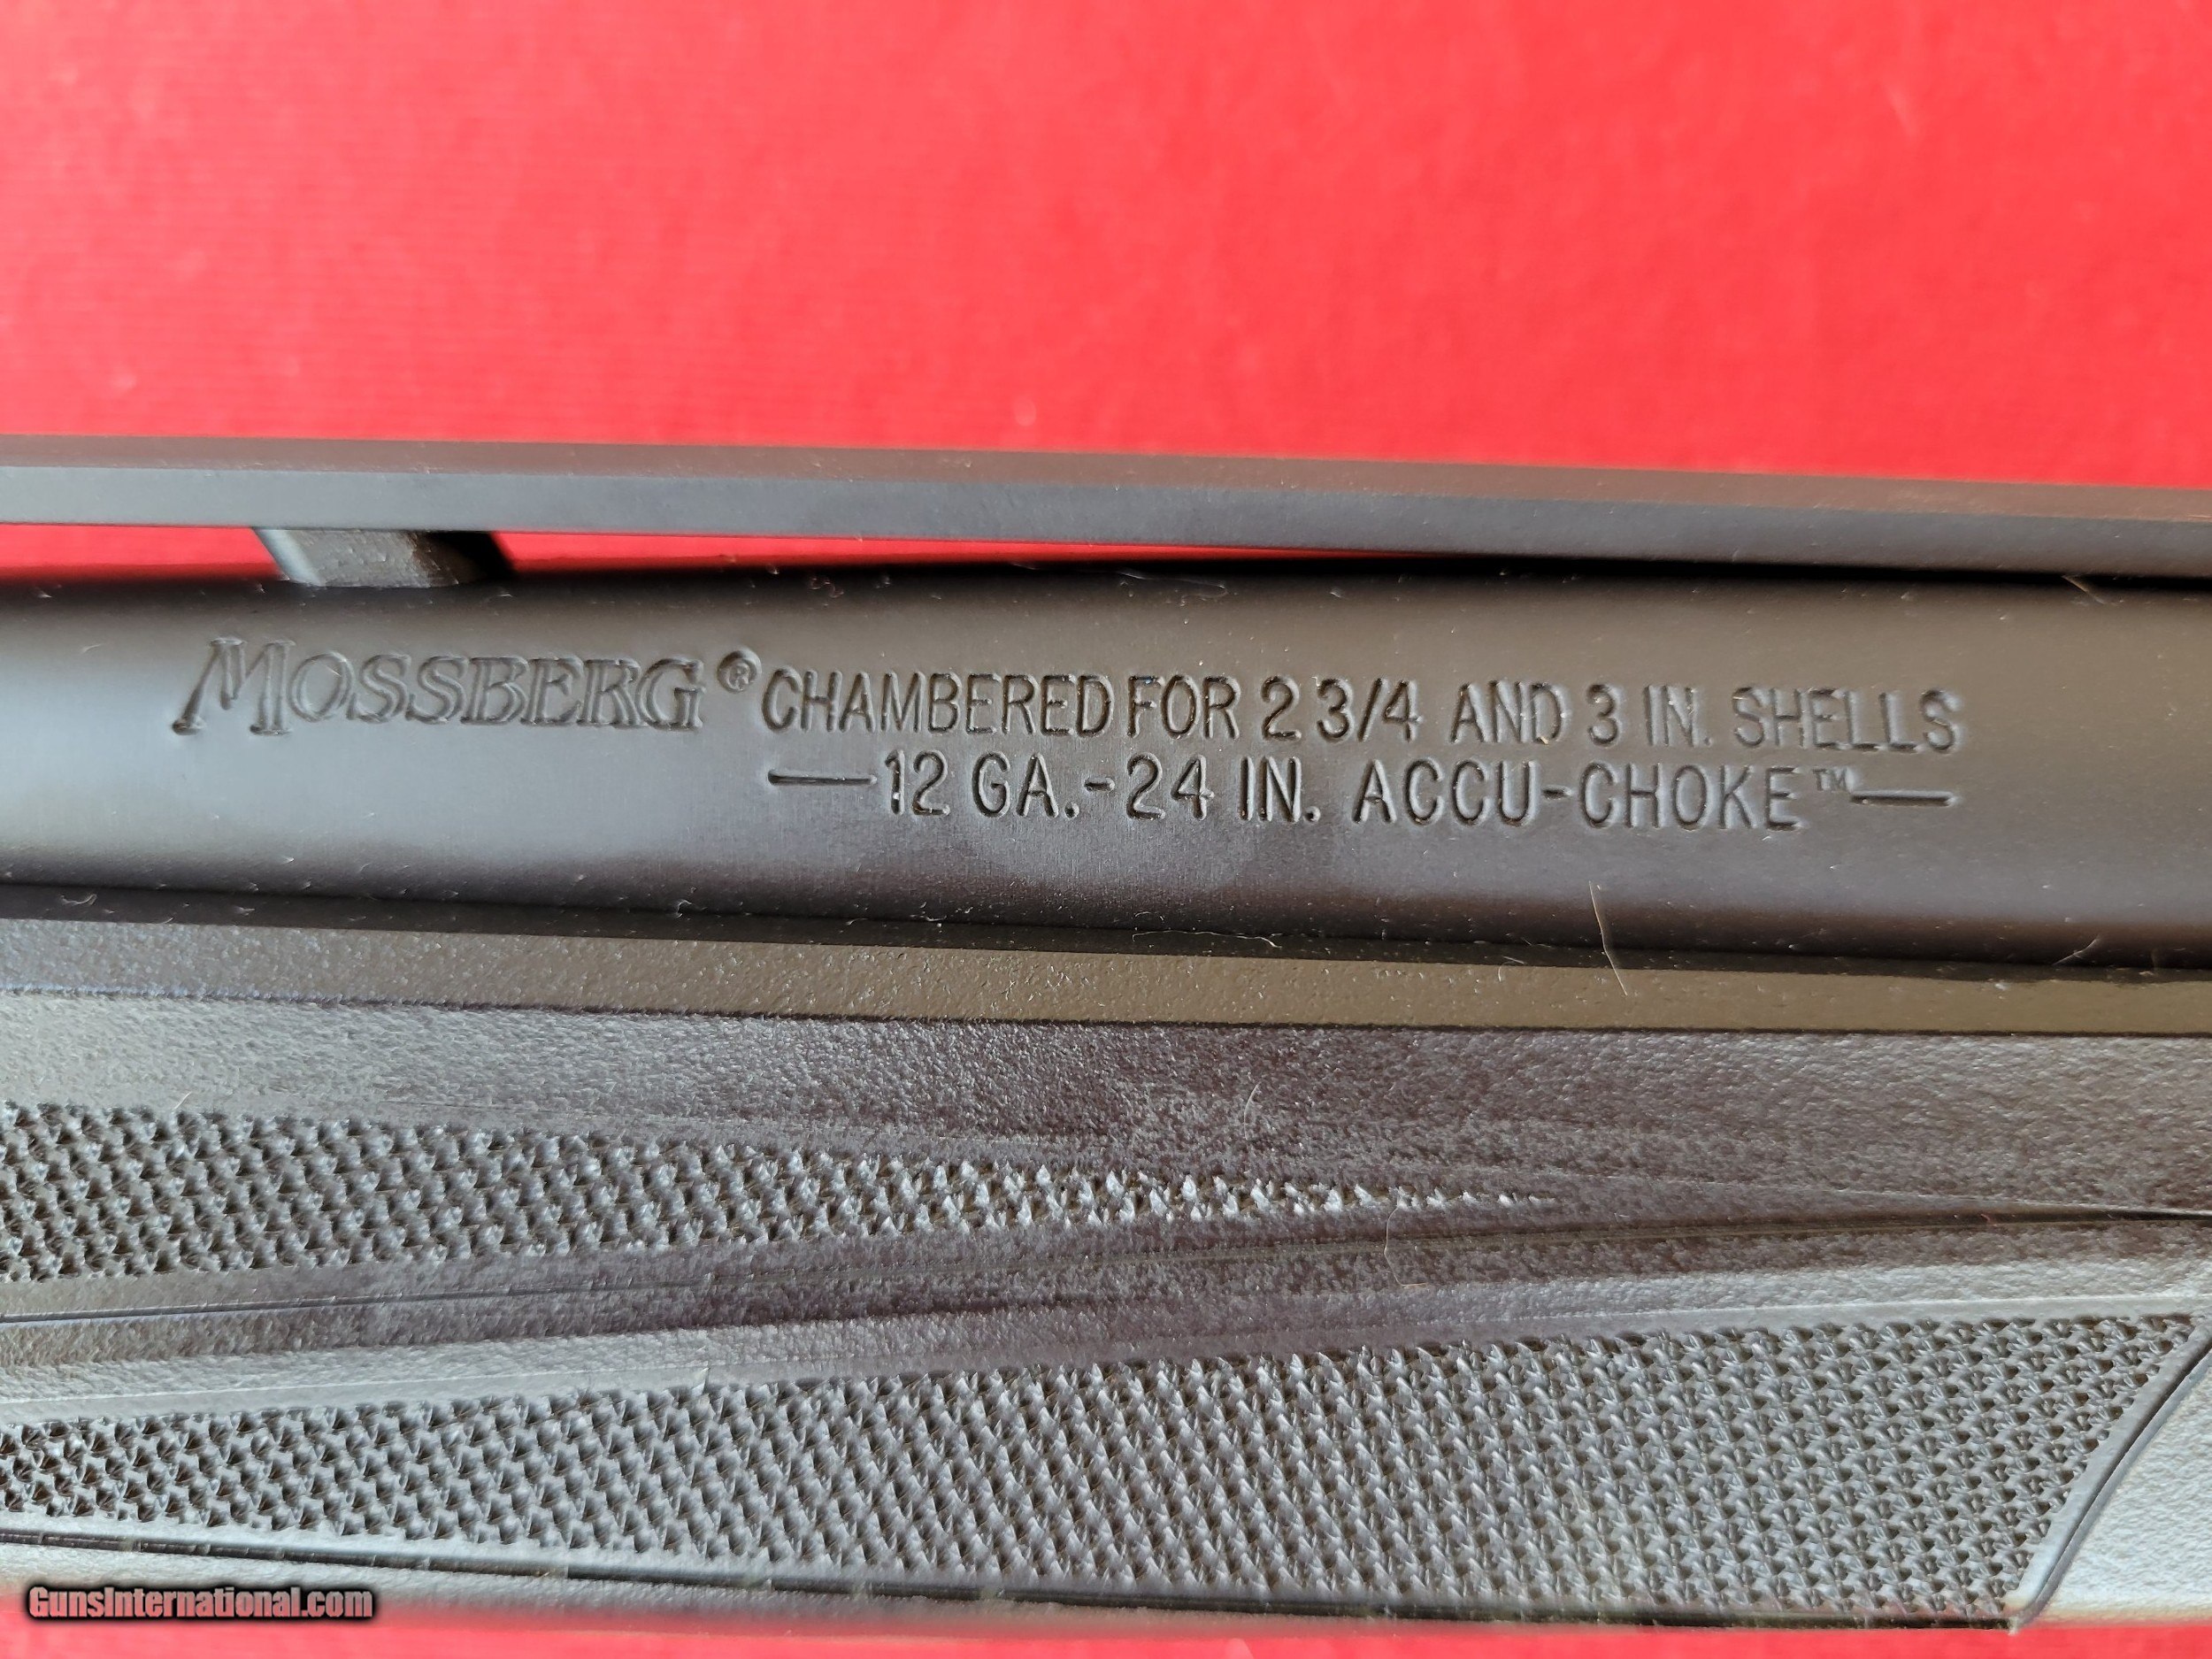 MOSSBERG® CHAMBERED FOR 2 3/4 AND 3 IN. SHELLS
—12 GA.-24 IN. ACCU-CHOKE™—
GunsInternational.com